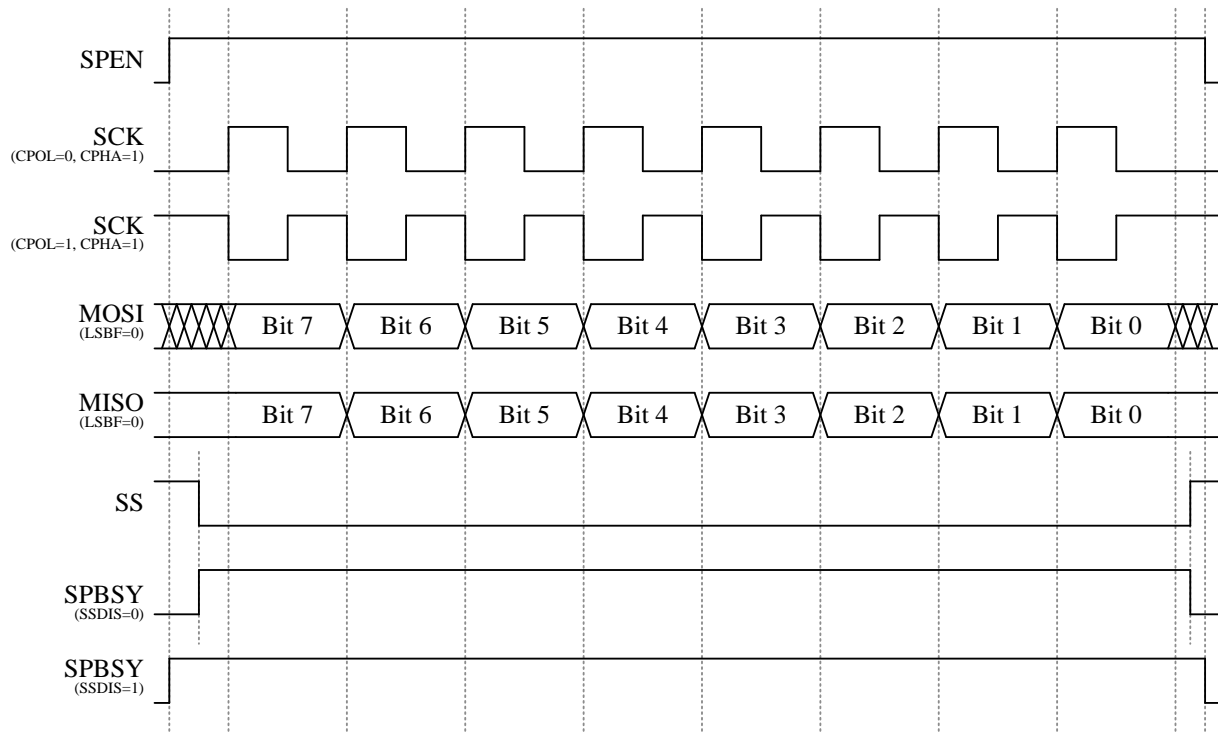 SPEN
SCK
(CPOL=0, CPHA=1)
SCK
(CPOL=1, CPHA=1)
MOSI
(LSBF=0)
Bit 7 Bit 6 Bit 5 Bit 4 Bit 3 Bit 2 Bit 1 Bit 0
MISO
(LSBF=0)
Bit 7 Bit 6 Bit 5 Bit 4 Bit 3 Bit 2 Bit 1 Bit 0
SS
SPBSY
(SSDIS=0)
SPBSY
(SSDIS=1)